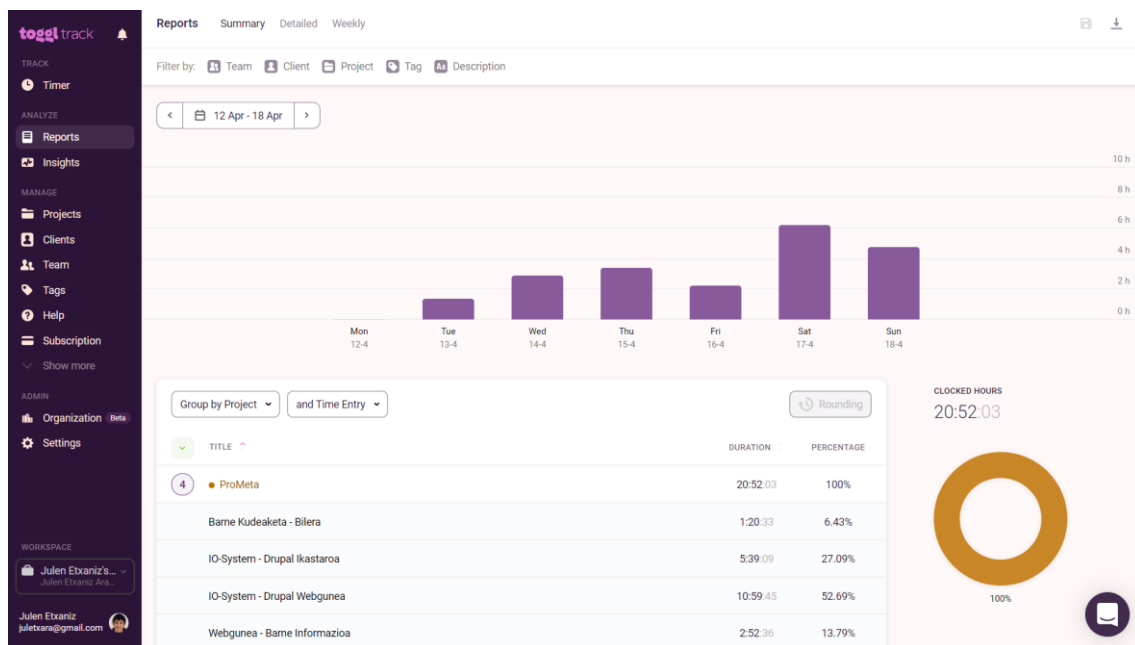 toggl track
TRACK
Timer
ANALYZE
Reports
Insights
MANAGE
Projects
Clients
Team
Tags
Help
Subscription
Show more
ADMIN
Organization Beta
Settings
WORKSPACE
Julen Etxaniz's...
Julen Etxaniz Ara...
Julen Etxaniz
juletxara@gmail.com
Reports Summary Detailed Weekly
Filter by: Team Client Project Aa Tag Description
12 Apr - 18 Apr
10 h
8 h
6 h
4 h
2 h
0 h
Mon Tue Wed Thu Fri Sat Sun
12-4 13-4 14-4 15-4 16-4 17-4 18-4
Group by Project and Time Entry Rounding
TITLE DURATION PERCENTAGE
4 ProMeta 20:52:03 100%
Barne Kudeaketa - Bilera 1:20:33 6.43%
IO-System - Drupal Ikastaroa 5:39:09 27.09%
IO-System - Drupal Webgunea 10:59:45 52.69%
Webgunea - Barne Informazioa 2:52:36 13.79%
CLOCKED HOURS
20:52:03
100%